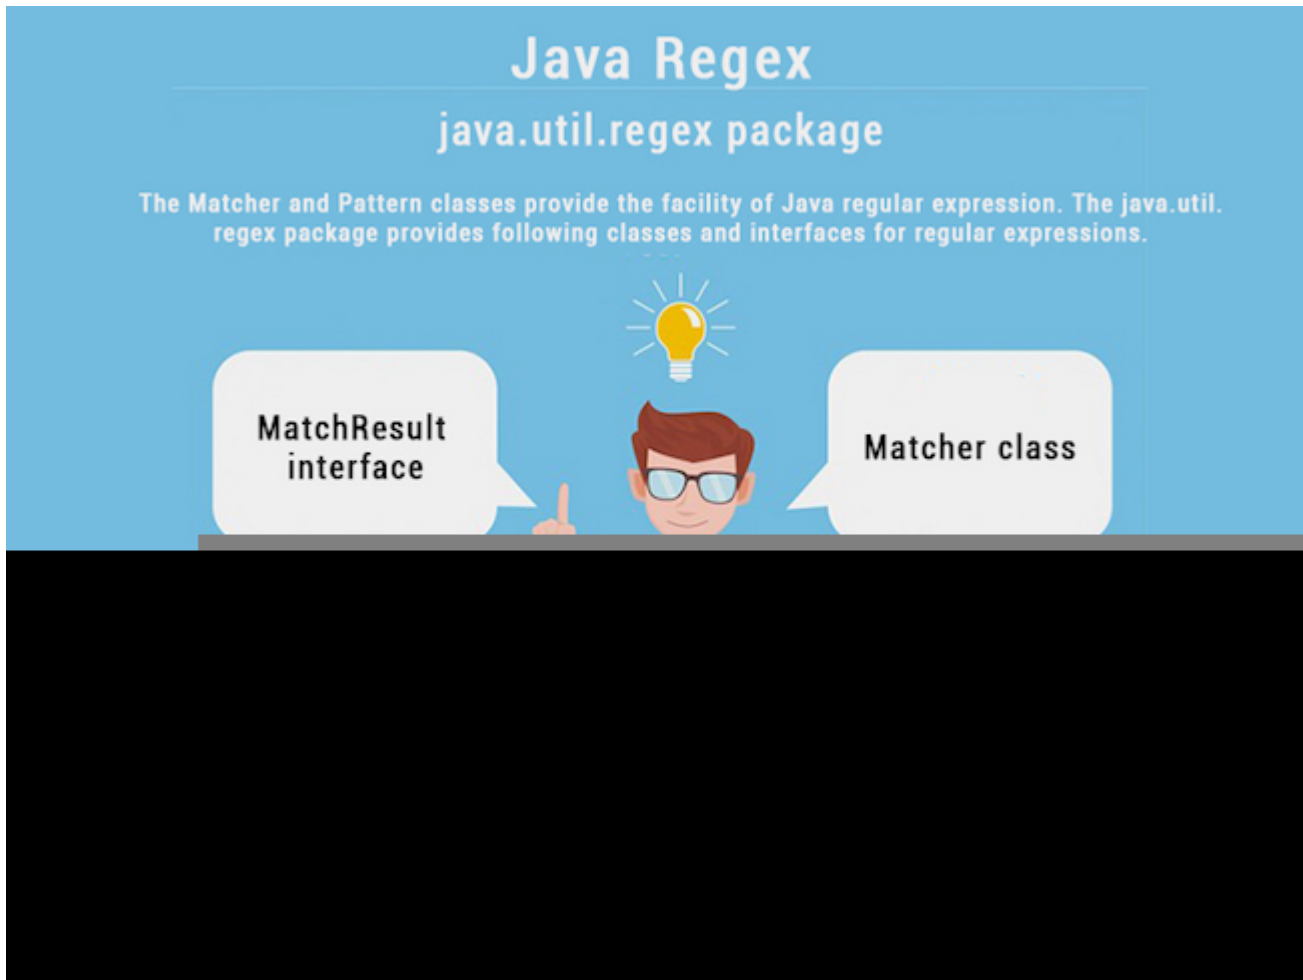 Java Regex
java.util.regex package
The Matcher and Pattern classes provide the facility of Java regular expression. The java.util.
regex package provides following classes and interfaces for regular expressions.
MatchResult
interface
Matcher class